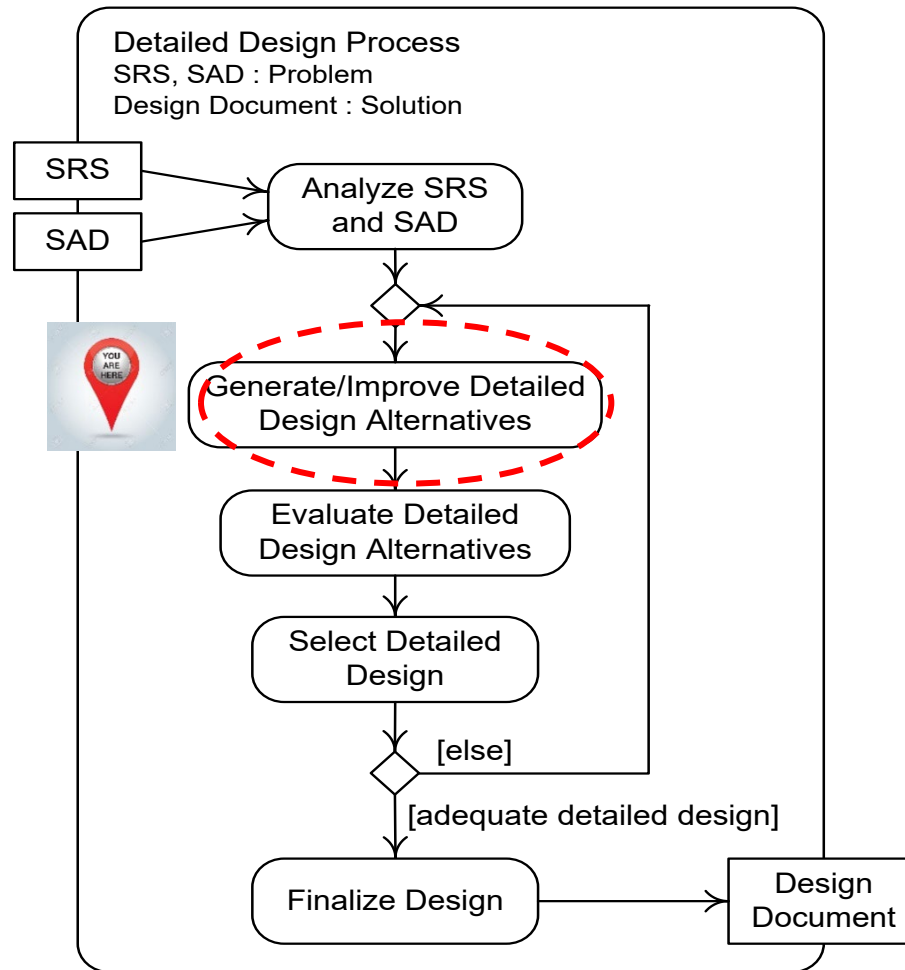 Detailed Design Process
SRS, SAD : Problem
Design Document : Solution
SRS
SAD
Analyze SRS
and SAD
YOU
ARE
HERE
Generate/Improve Detailed
Design Alternatives
Evaluate Detailed
Design Alternatives
Select Detailed
Design
[else]
[adequate detailed design]
Finalize Design
Design
Document